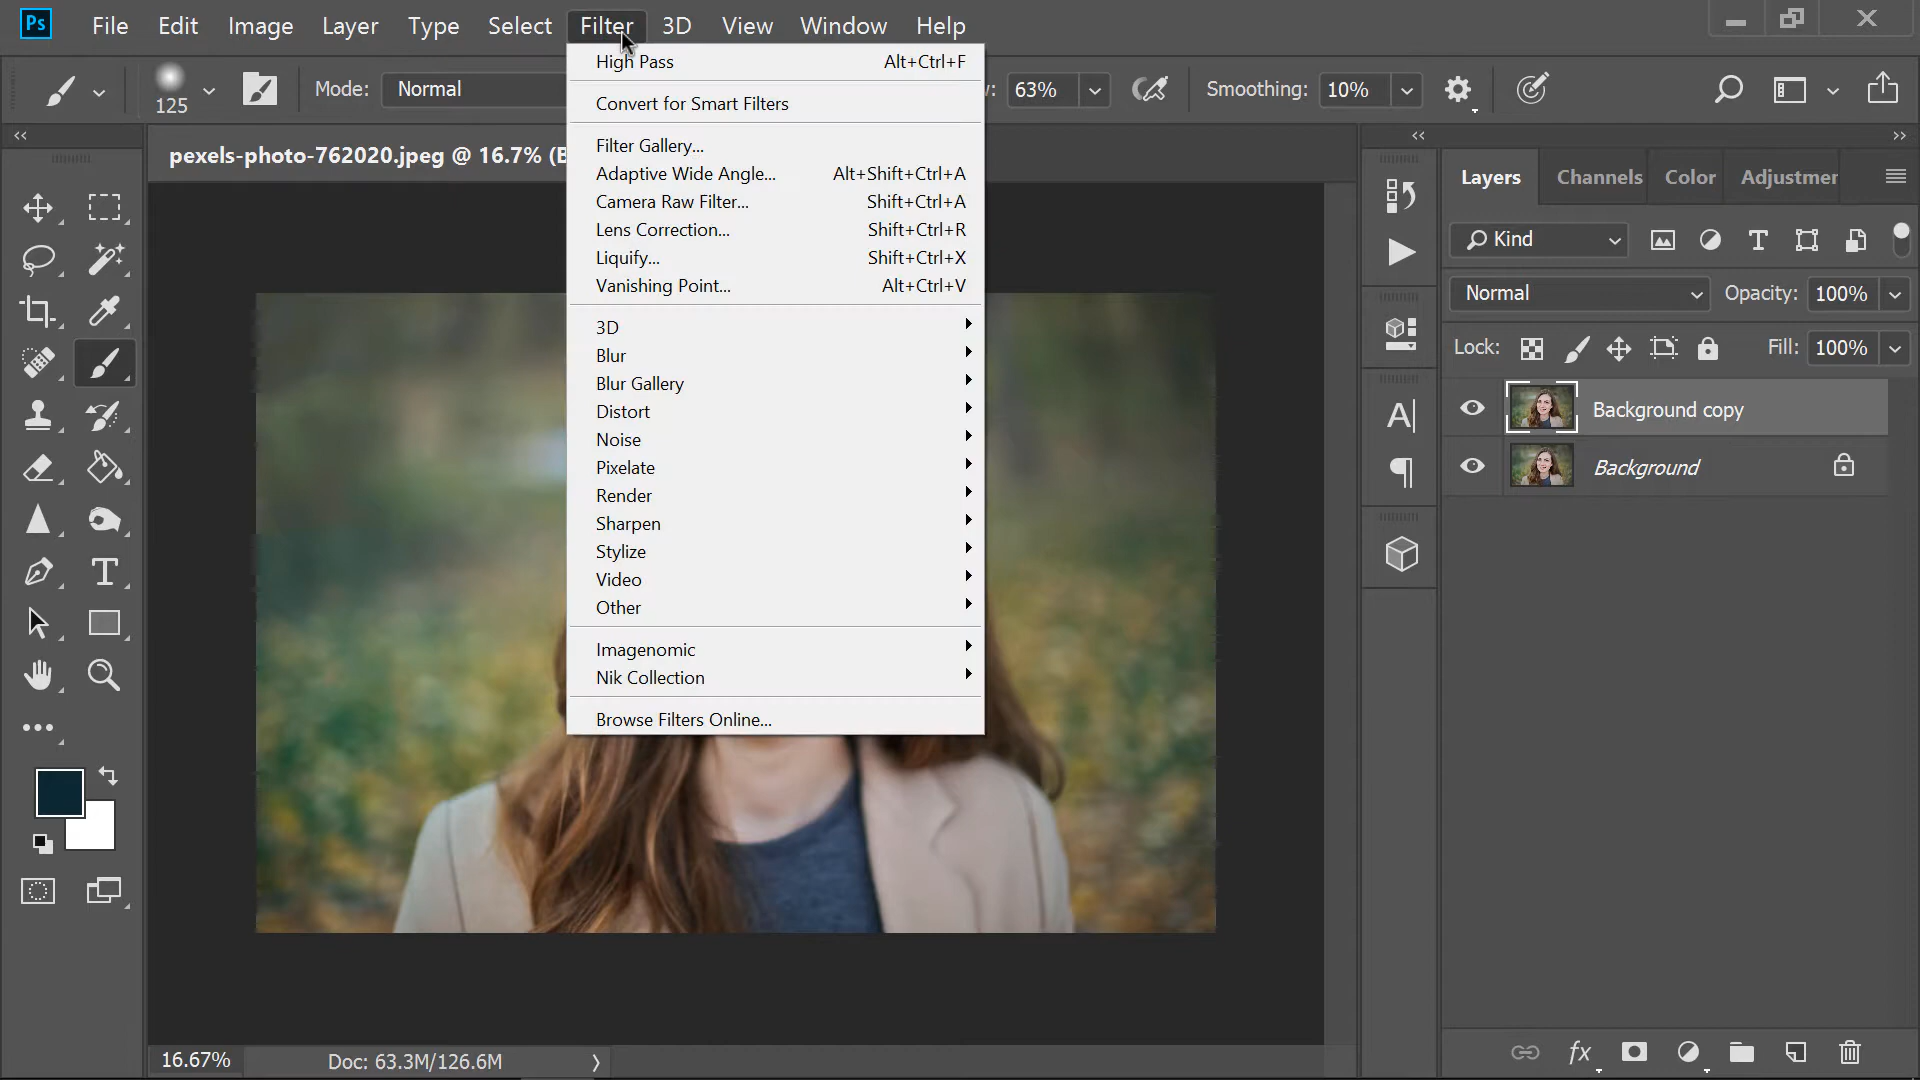 Ps File Edit Image Layer Type Select Filter 3D View Window Help
125 Mode: Normal : 63% Smoothing: 10%
pexels-photo-762020.jpeg @ 16.7% (B
High Pass Alt+Ctrl+F
Convert for Smart Filters
Filter Gallery...
Adaptive Wide Angle... Alt+Shift+Ctrl+A
Camera Raw Filter... Shift+Ctrl+A
Lens Correction... Shift+Ctrl+R
Liquify... Shift+Ctrl+X
Vanishing Point... Alt+Ctrl+V
3D
Blur
Blur Gallery
Distort
Noise
Pixelate
Render
Sharpen
Stylize
Video
Other
Imagenomic
Nik Collection
Browse Filters Online...
Layers Channels Color Adjustmer
Kind
Normal Opacity: 100%
Lock: Fill: 100%
Background copy
Background
fx
16.67% Doc: 63.3M/126.6M